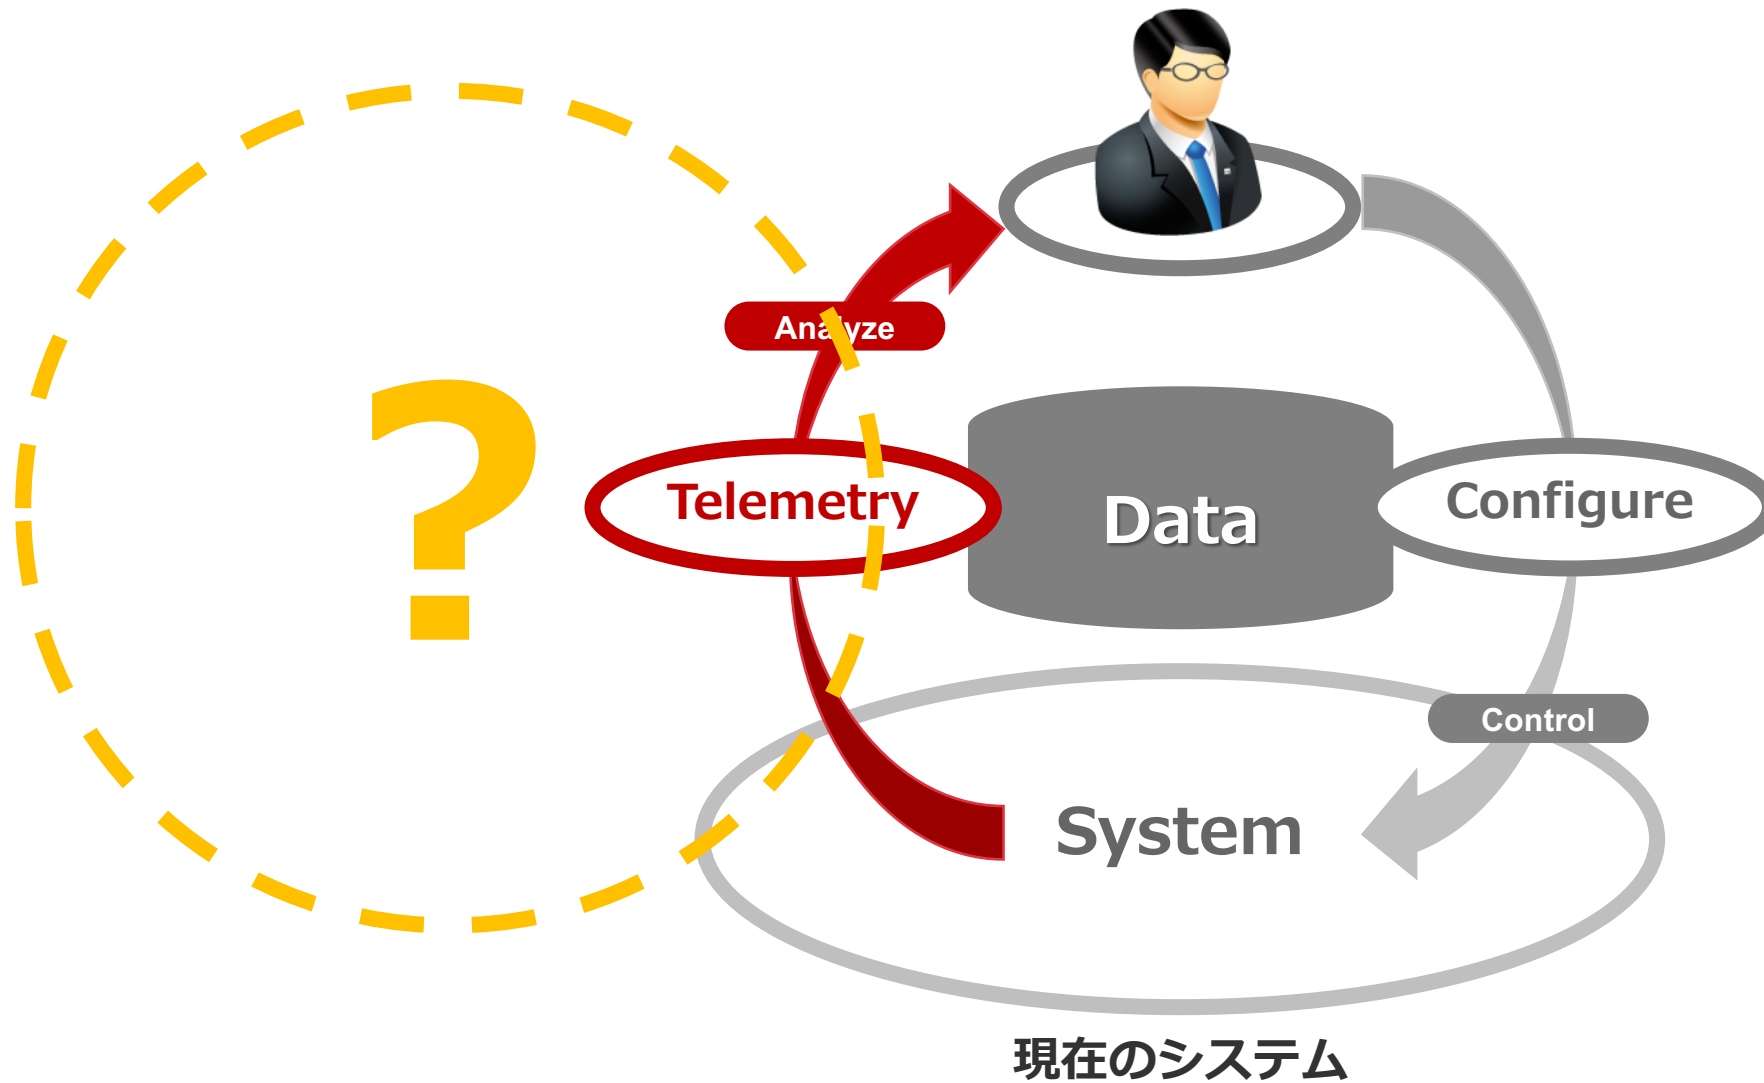 Analyze
?
Telemetry
Data
Configure
Control
System
現在のシステム